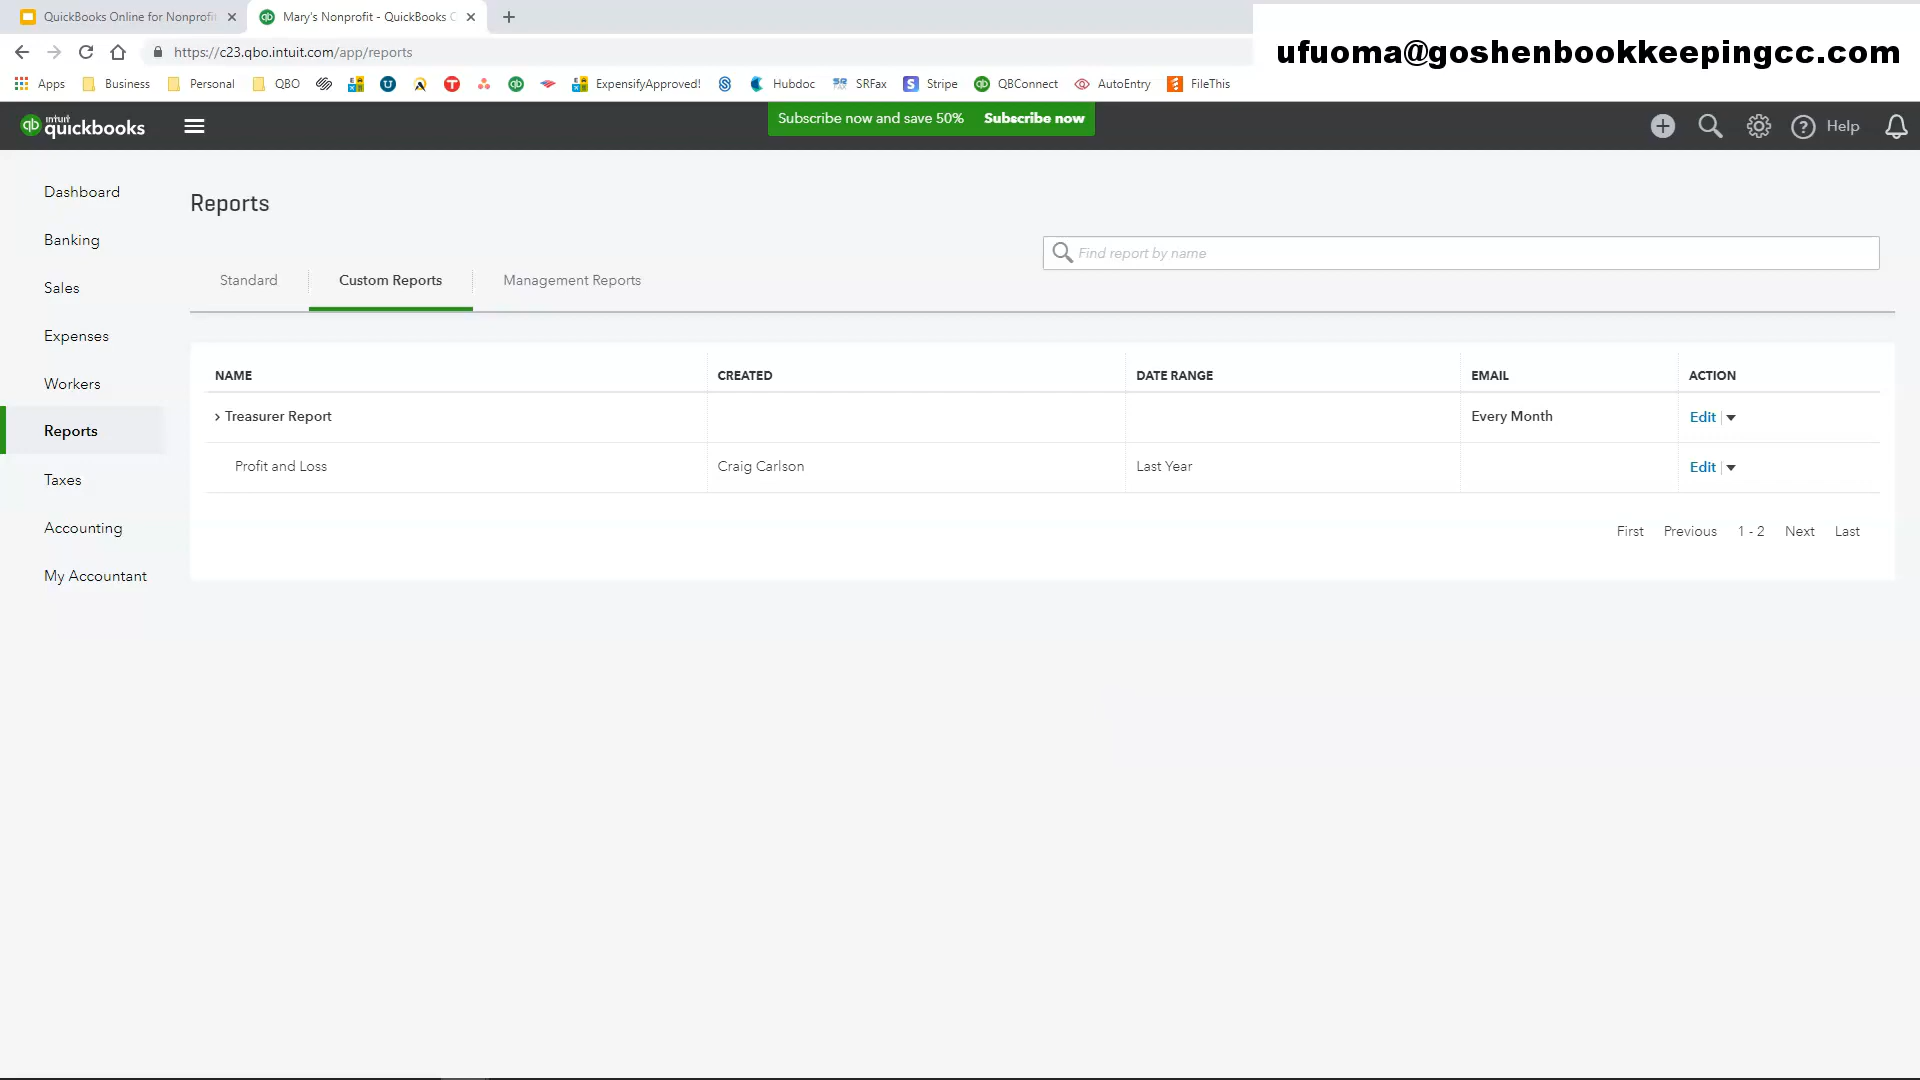 QuickBooks Online for Nonprofi
Mary's Nonprofit - QuickBooks
https://c23.qbo.intuit.com/app/reports
ufuoma@goshenbookkeepingcc.com
Apps Business Personal QBO ExpensifyApproved! Hubdoc SRFax Stripe QBConnect AutoEntry FileThis
intuit quickbooks
Subscribe now and save 50% Subscribe now
Help
Dashboard
Banking
Sales
Expenses
Workers
Reports
Taxes
Accounting
My Accountant
Reports
Find report by name
Standard Custom Reports Management Reports
NAME CREATED DATE RANGE EMAIL ACTION
Treasurer Report Every Month Edit
Profit and Loss Craig Carlson Last Year Edit
First Previous 1 - 2 Next Last